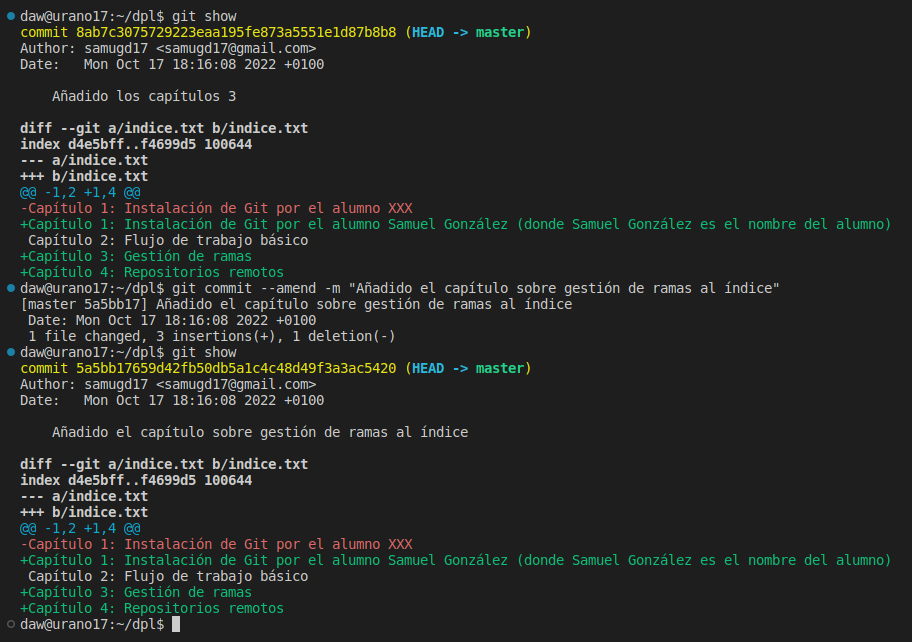 daw@urano17:~/dpl$ git show
commit 8ab7c3075729223eaa195fe873a5551e1d87b8b8 (HEAD -> master)
Author: samugd17 <samugd17@gmail.com>
Date:   Mon Oct 17 18:16:08 2022 +0100

    Añadido los capítulos 3

diff --git a/indice.txt b/indice.txt
index d4e5bff..f4699d5 100644
--- a/indice.txt
+++ b/indice.txt
@@ -1,2 +1,4 @@
-Capítulo 1: Instalación de Git por el alumno XXX
+Capítulo 1: Instalación de Git por el alumno Samuel González (donde Samuel González es el nombre del alumno)
 Capítulo 2: Flujo de trabajo básico
+Capítulo 3: Gestión de ramas
+Capítulo 4: Repositorios remotos
daw@urano17:~/dpl$ git commit --amend -m "Añadido el capítulo sobre gestión de ramas al índice"
[master 5a5bb17] Añadido el capítulo sobre gestión de ramas al índice
 Date: Mon Oct 17 18:16:08 2022 +0100
 1 file changed, 3 insertions(+), 1 deletion(-)
daw@urano17:~/dpl$ git show
commit 5a5bb17659d42fb50db5a1c4c48d49f3a3ac5420 (HEAD -> master)
Author: samugd17 <samugd17@gmail.com>
Date:   Mon Oct 17 18:16:08 2022 +0100

    Añadido el capítulo sobre gestión de ramas al índice

diff --git a/indice.txt b/indice.txt
index d4e5bff..f4699d5 100644
--- a/indice.txt
+++ b/indice.txt
@@ -1,2 +1,4 @@
-Capítulo 1: Instalación de Git por el alumno XXX
+Capítulo 1: Instalación de Git por el alumno Samuel González (donde Samuel González es el nombre del alumno)
 Capítulo 2: Flujo de trabajo básico
+Capítulo 3: Gestión de ramas
+Capítulo 4: Repositorios remotos
daw@urano17:~/dpl$